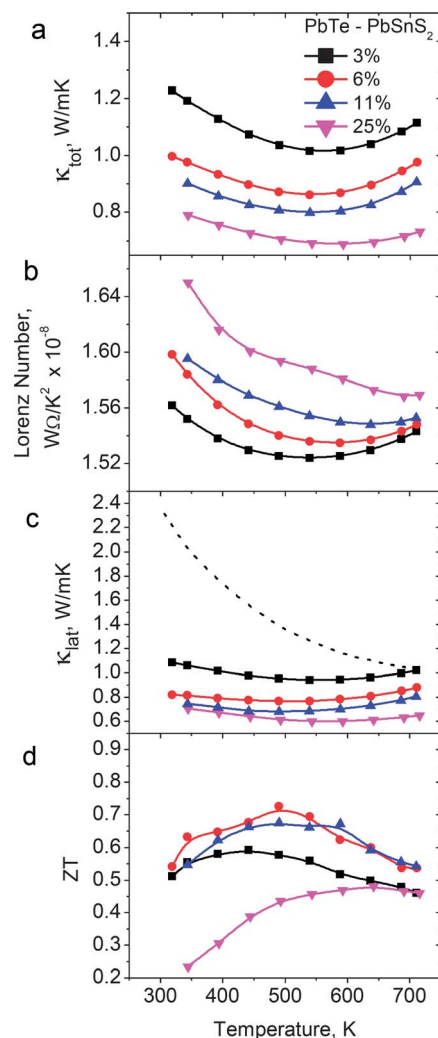 a
PbTe - PbSnS₂
3%
6%
11%
25%
κtot, W/mK
1.4
1.2
1.0
0.8
b
Lorenz Number,
WΩ/K² x 10⁻⁸
1.64
1.60
1.56
1.52
c
κlat, W/mK
2.4
2.2
2.0
1.8
1.6
1.4
1.2
1.0
0.8
0.6
d
ZT
0.9
0.8
0.7
0.6
0.5
0.4
0.3
0.2
300 400 500 600 700
Temperature, K